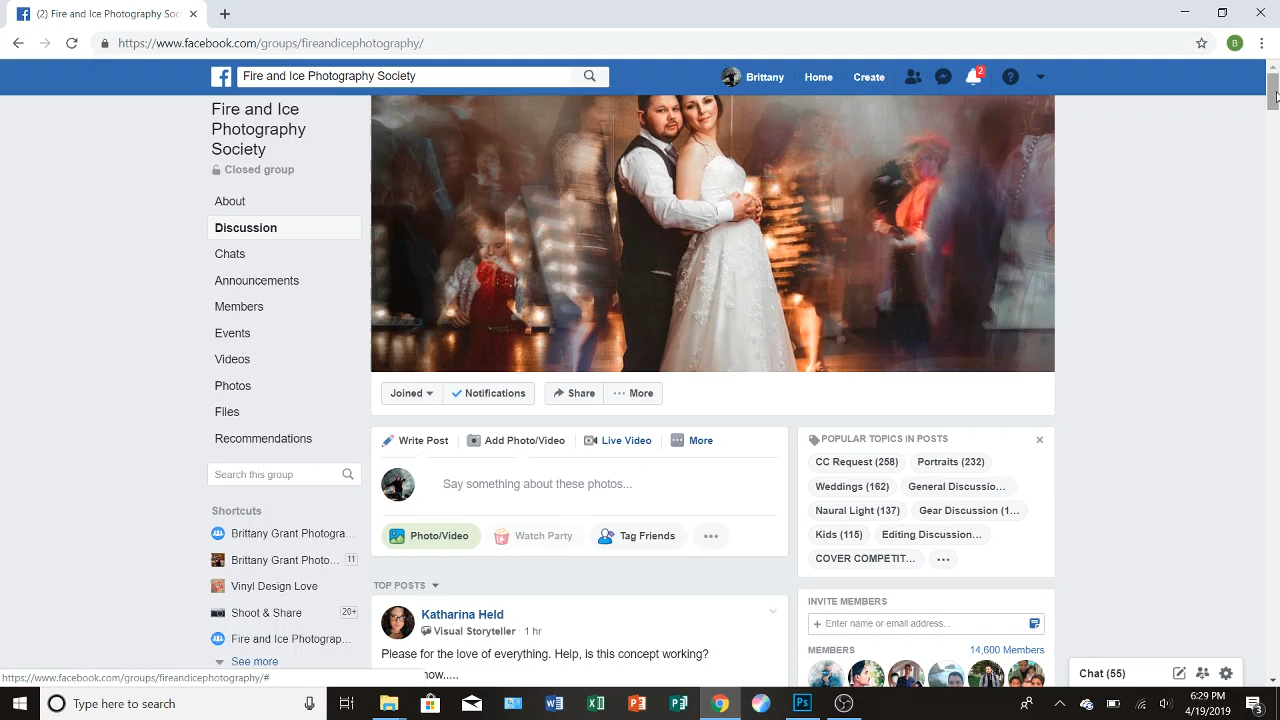 (2) Fire and Ice Photography So
https://www.facebook.com/groups/fireandicephotography/
B
Fire and Ice Photography Society
Brittany
Home
Create
2
Fire and Ice
Photography
Society
Closed group
About
Discussion
Chats
Announcements
Members
Events
Videos
Photos
Files
Recommendations
Search this group
Shortcuts
Brittany Grant Photogra...
Brittany Grant Photo... 11
Vinyl Design Love
Shoot & Share 20+
Fire and Ice Photograp...
See more
Joined
Notifications
Share
More
Write Post
Add Photo/Video
Live Video
More
Say something about these photos...
Photo/Video
Watch Party
Tag Friends
TOP POSTS
Katharina Held
Visual Storyteller · 1 hr
Please for the love of everything. Help, is this concept working?
now.....
POPULAR TOPICS IN POSTS
CC Request (258)
Portraits (232)
Weddings (162)
General Discussio...
Naural Light (137)
Gear Discussion (1...
Kids (115)
Editing Discussion...
COVER COMPETIT...
INVITE MEMBERS
Enter name or email address...
MEMBERS
14,600 Members
Chat (55)
https://www.facebook.com/groups/fireandicephotography/#
Type here to search
6:29 PM
4/19/2019
3